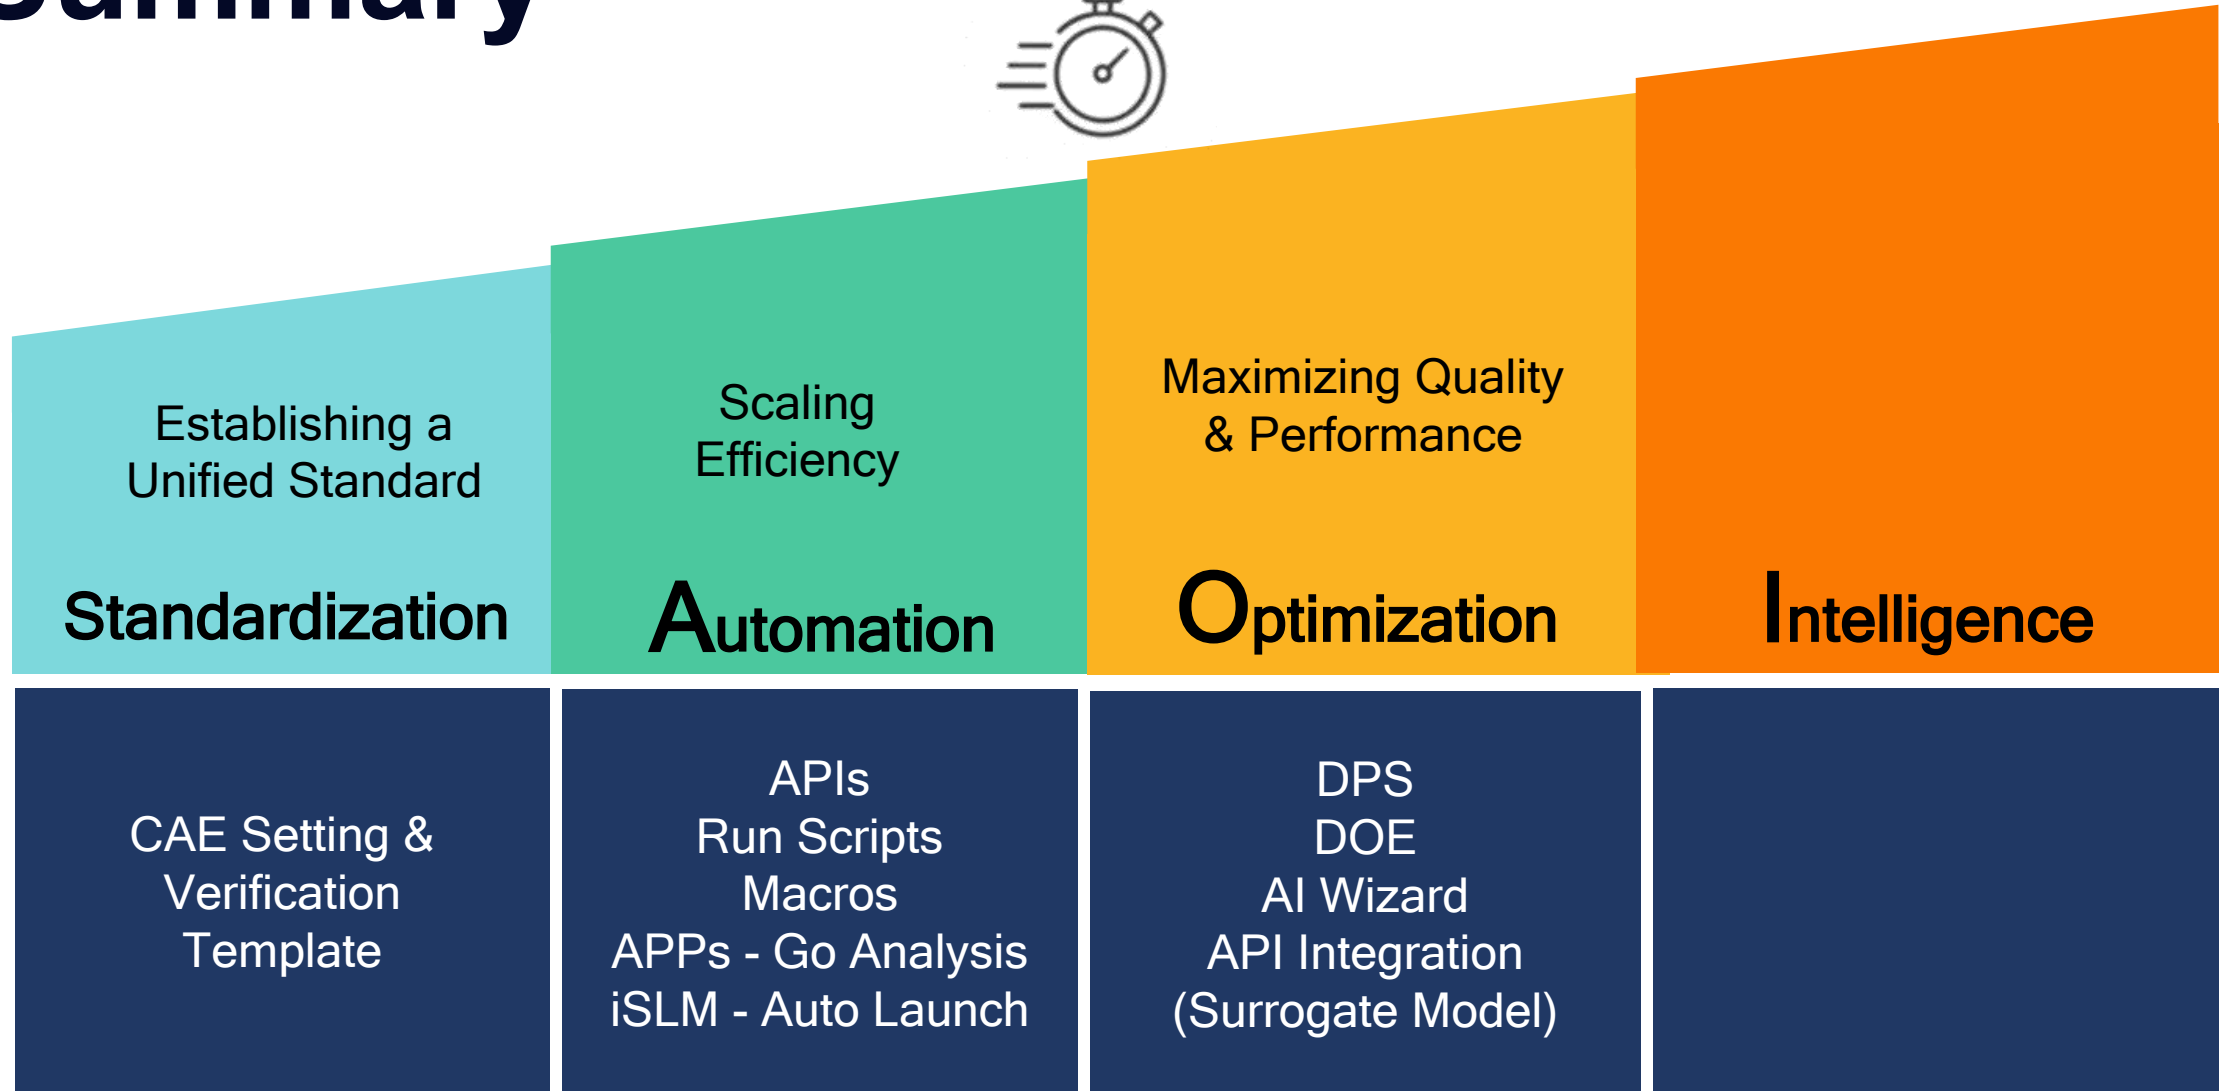 Summary
Establishing a
Unified Standard
Standardization
Scaling
Efficiency
Automation
Maximizing Quality
& Performance
Optimization
Intelligence
CAE Setting &
Verification
Template
APIs
Run Scripts
Macros
APPs - Go Analysis
iSLM - Auto Launch
DPS
DOE
AI Wizard
API Integration
(Surrogate Model)